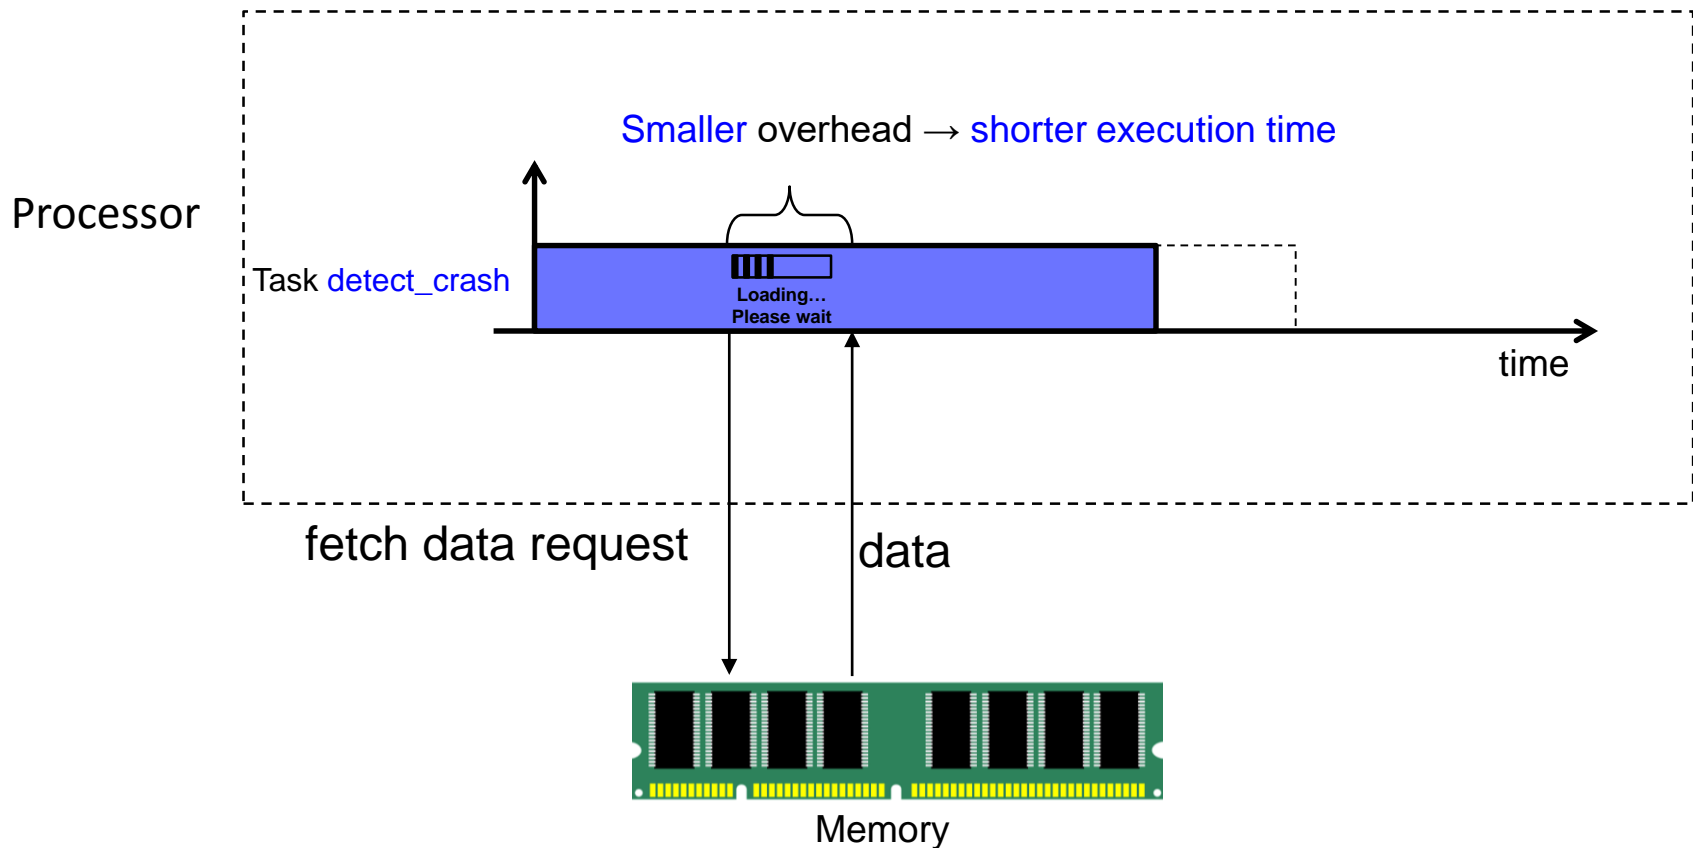 Smaller overhead → shorter execution time
Processor
Task detect_crash
Loading...
Please wait
time
fetch data request
data
Memory